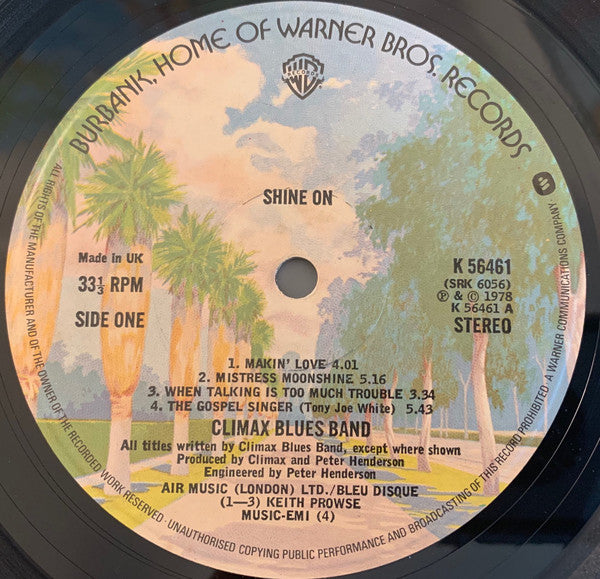 BURBANK, HOME OF WARNER BROS. RECORDS
RECORDS
SHINE ON
Made in UK
33⅓ RPM
SIDE ONE
K 56461
(SRK 6056)
Ⓟ & © 1978
K 56461 A
STEREO
1. MAKIN' LOVE 4.01
2. MISTRESS MOONSHINE 5.16
3. WHEN TALKING IS TOO MUCH TROUBLE 3.34
4. THE GOSPEL SINGER (Tony Joe White) 5.43
CLIMAX BLUES BAND
All titles written by Climax Blues Band, except where shown
Produced by Climax and Peter Henderson
Engineered by Peter Henderson
AIR MUSIC (LONDON) LTD./BLEU DISQUE
(1—3) KEITH PROWSE
MUSIC-EMI (4)
ALL RIGHTS OF THE MANUFACTURER AND OF THE OWNER OF THE RECORDED WORK RESERVED · UNAUTHORISED COPYING PUBLIC PERFORMANCE AND BROADCASTING OF THIS RECORD PROHIBITED · A WARNER COMMUNICATIONS COMPANY